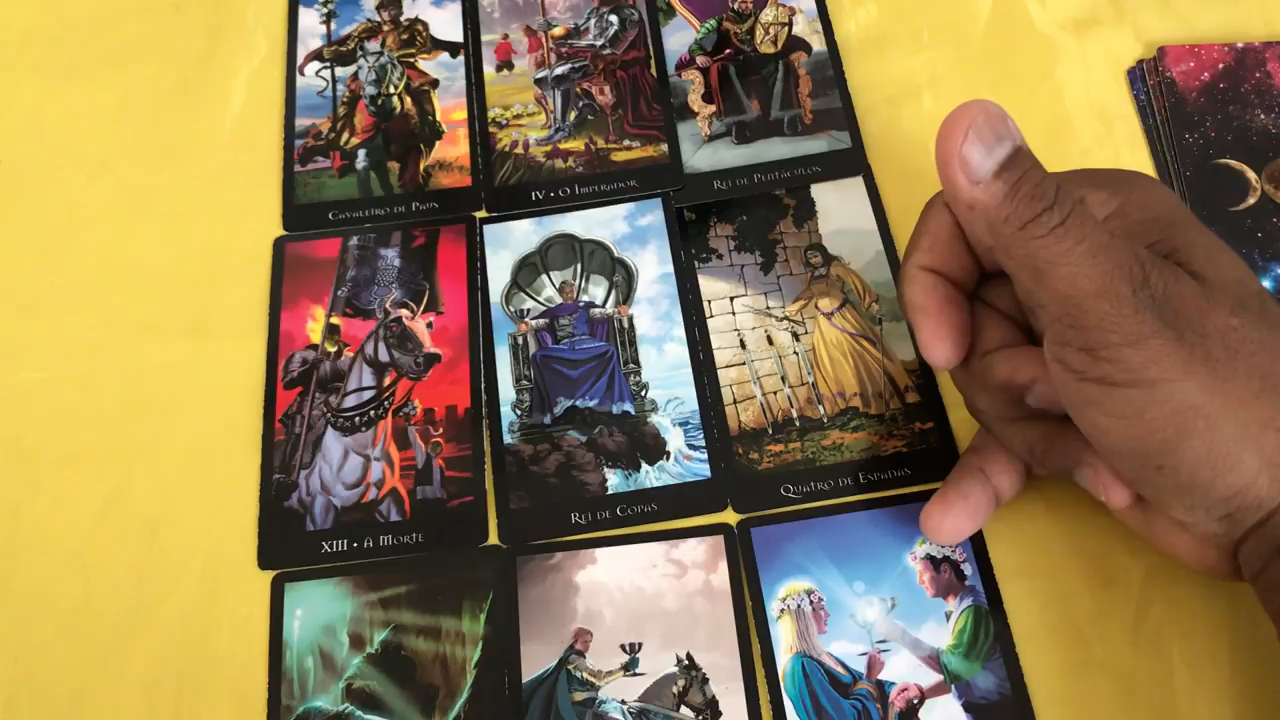 CAVALEIRO DE PAUS
IV • O IMPERADOR
REI DE PENTÁCULOS
XIII • A MORTE
REI DE COPAS
QUATRO DE ESPADAS